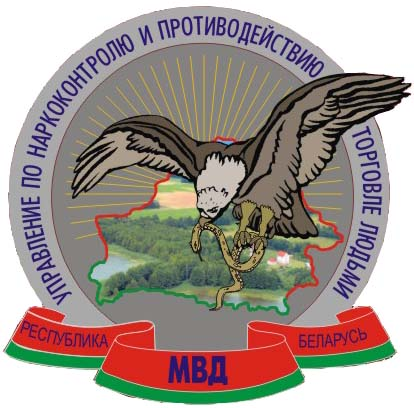 УПРАВЛЕНИЕ ПО НАРКОКОНТРОЛЮ И ПРОТИВОДЕЙСТВИЮ ТОРГОВЛЕ ЛЮДЬМИ
РЕСПУБЛИКА
МВД
БЕЛАРУСЬ